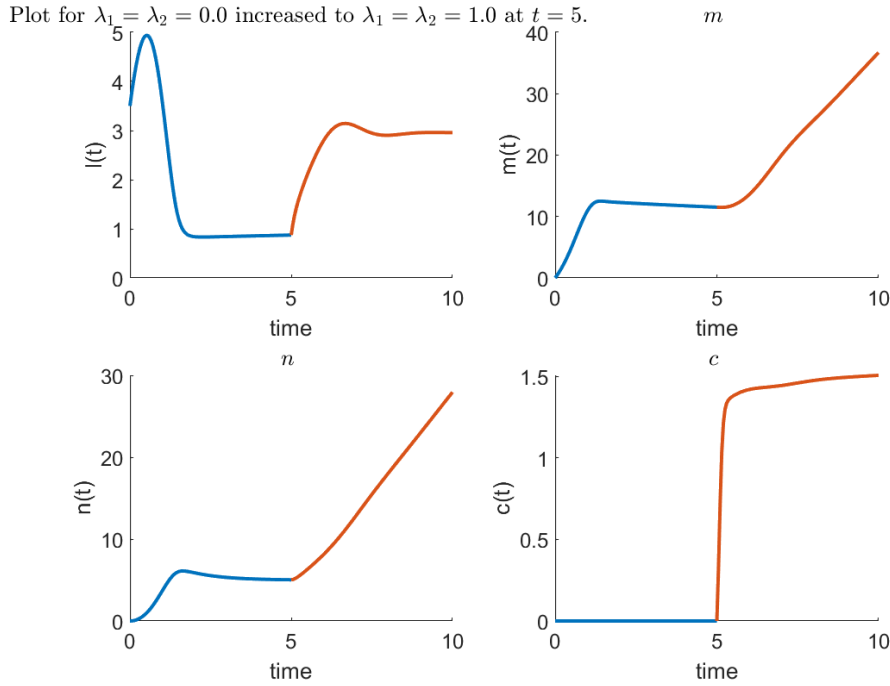 Plot for λ₁ = λ₂ = 0.0 increased to λ₁ = λ₂ = 1.0 at t = 5.
m
5
4
3
2
1
0
l(t)
0 5 10
time
40
30
20
10
0
m(t)
0 5 10
time
n
30
20
10
0
n(t)
0 5 10
time
c
1.5
1
0.5
0
c(t)
0 5 10
time